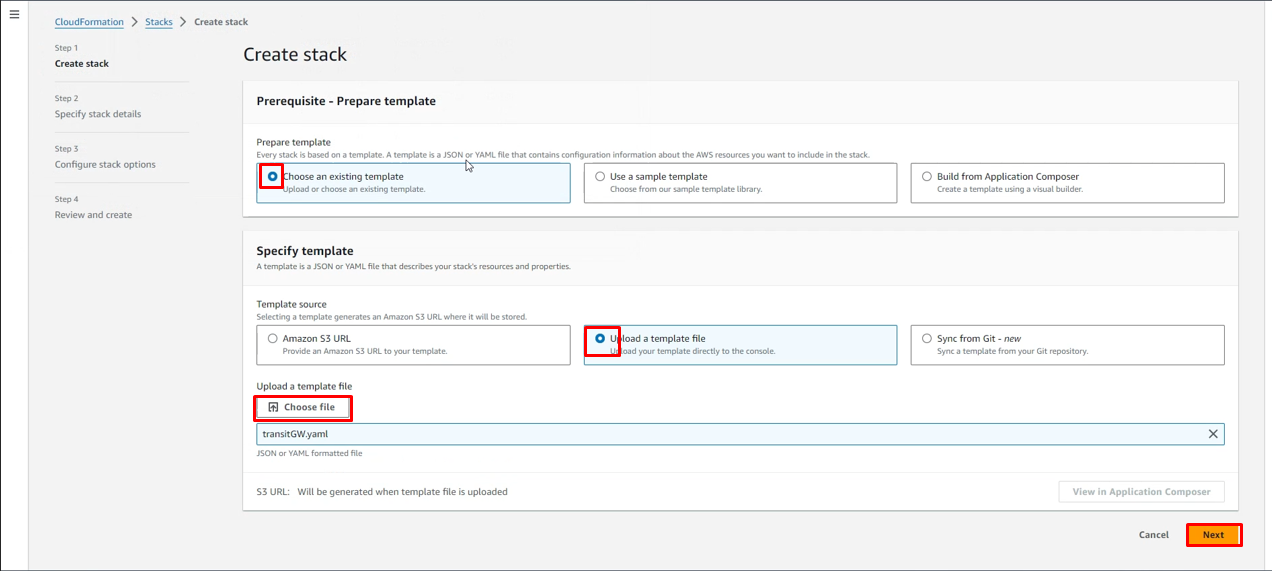 CloudFormation > Stacks > Create stack
Step 1
Create stack
Step 2
Specify stack details
Step 3
Configure stack options
Step 4
Review and create
Create stack
Prerequisite - Prepare template
Prepare template
Every stack is based on a template. A template is a JSON or YAML file that contains configuration information about the AWS resources you want to include in the stack.
Choose an existing template
Upload or choose an existing template.
Use a sample template
Choose from our sample template library.
Build from Application Composer
Create a template using a visual builder.
Specify template
A template is a JSON or YAML file that describes your stack's resources and properties.
Template source
Selecting a template generates an Amazon S3 URL where it will be stored.
Amazon S3 URL
Provide an Amazon S3 URL to your template.
Upload a template file
Upload your template directly to the console.
Sync from Git - new
Sync a template from your Git repository.
Upload a template file
Choose file
transitGW.yaml
JSON or YAML formatted file
S3 URL: Will be generated when template file is uploaded
View in Application Composer
Cancel
Next